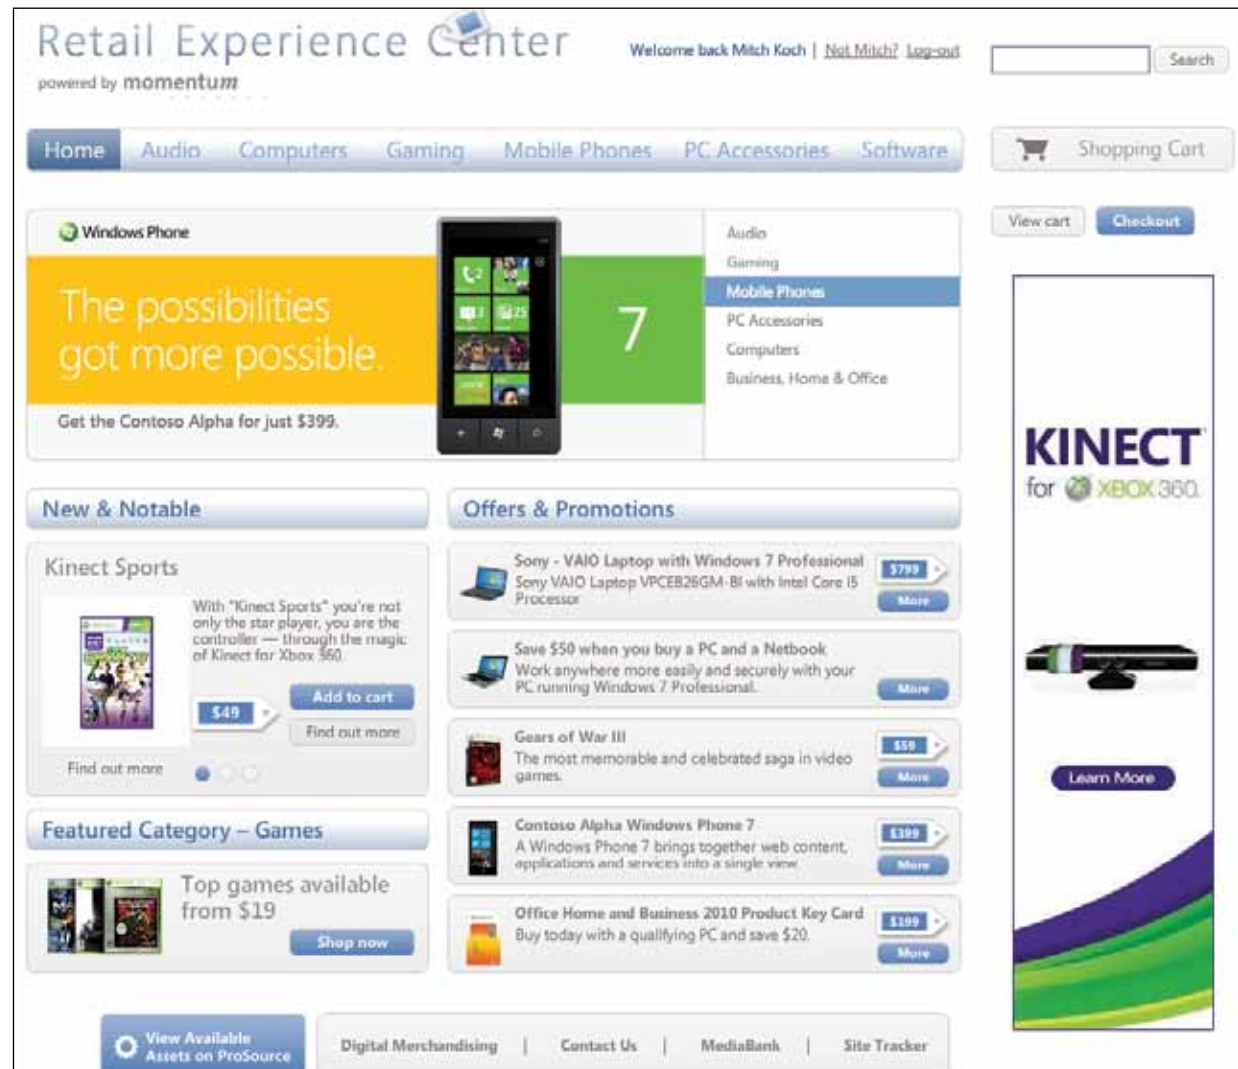 Retail Experience Center
powered by momentum
Welcome back Mitch Koch | Not Mitch? Log-out
Search
Home Audio Computers Gaming Mobile Phones PC Accessories Software
Shopping Cart
View cart Checkout
Windows Phone
The possibilities
got more possible.
7
Get the Contoso Alpha for just $399.
Audio
Gaming
Mobile Phones
PC Accessories
Computers
Business, Home & Office
KINECT
for XBOX 360.
Learn More
New & Notable
Kinect Sports
With "Kinect Sports" you're not
only the star player, you are the
controller — through the magic
of Kinect for Xbox 360
$49
Add to cart
Find out more
Find out more
Featured Category – Games
Top games available
from $19
Shop now
Offers & Promotions
Sony - VAIO Laptop with Windows 7 Professional
Sony VAIO Laptop VPCEB26GM-BI with Intel Core i5
Processor
$799
More
Save $50 when you buy a PC and a Netbook
Work anywhere more easily and securely with your
PC running Windows 7 Professional.
More
Gears of War III
The most memorable and celebrated saga in video
games.
$59
More
Contoso Alpha Windows Phone 7
A Windows Phone 7 brings together web content,
applications and services into a single view
$399
More
Office Home and Business 2010 Product Key Card
Buy today with a qualifying PC and save $20.
$199
More
View Available
Assets on ProSource
Digital Merchandising | Contact Us | MediaBank | Site Tracker